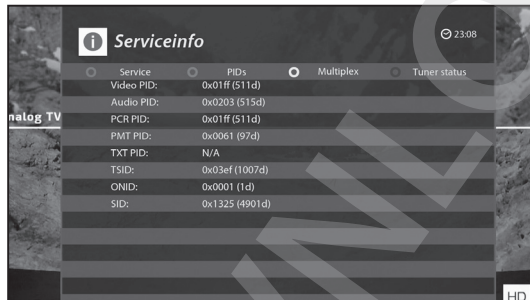 Serviceinfo
23:08
Service PIDs Multiplex Tuner status
Video PID: 0x01ff (511d)
Audio PID: 0x0203 (515d)
nalog TV
PCR PID: 0x01ff (511d)
PMT PID: 0x0061 (97d)
TXT PID: N/A
TSID: 0x03ef (1007d)
ONID: 0x0001 (1d)
SID: 0x1325 (4901d)
HD